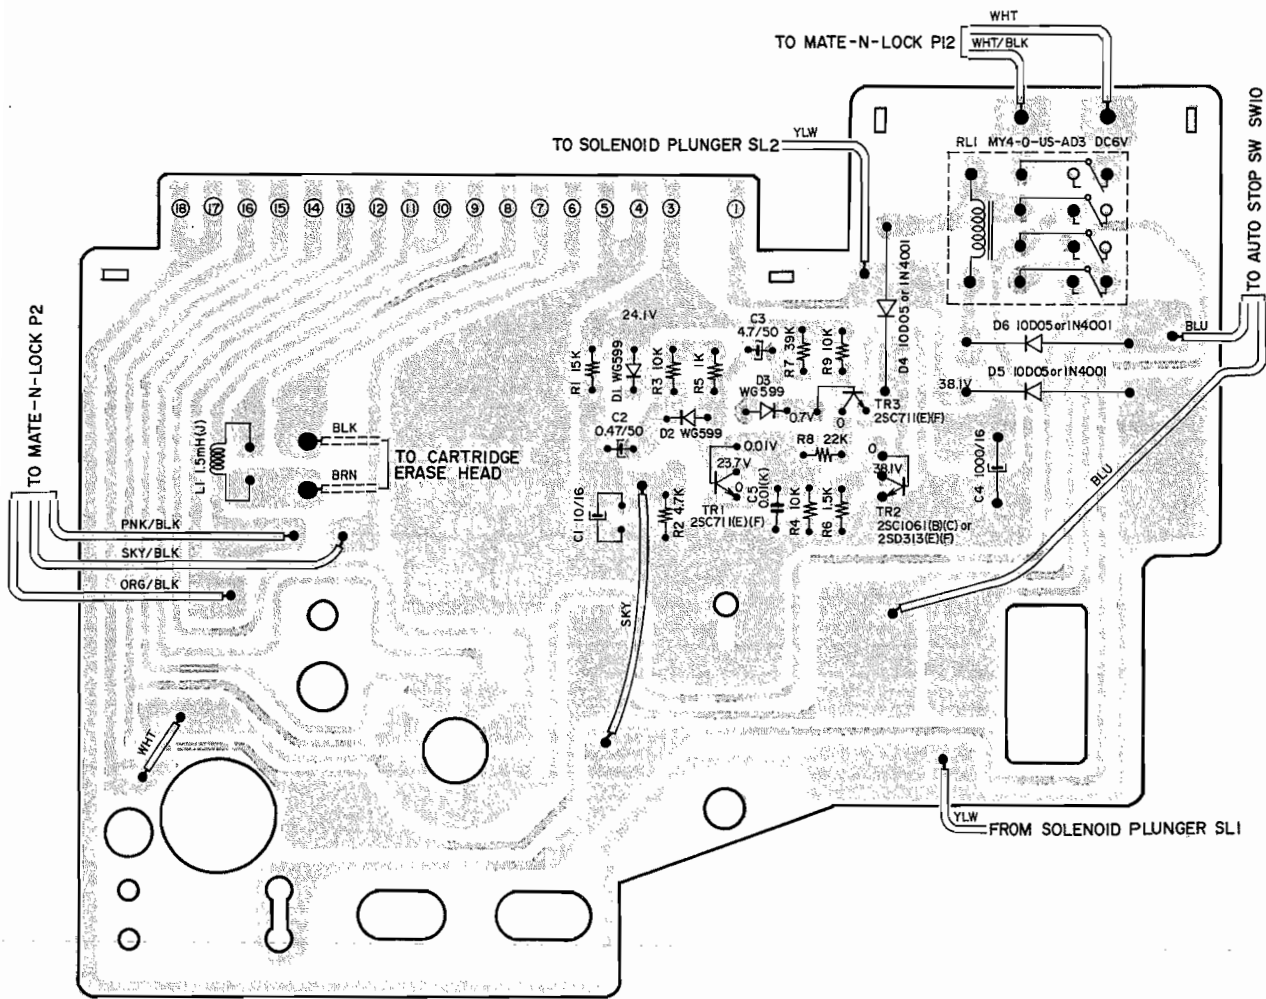 WHT
TO MATE-N-LOCK P12
WHT/BLK
TO SOLENOID PLUNGER SL2
YLW
RL1 MY4-0-US-AD3 DC6V
TO AUTO STOP SW SW10
18 17 16 15 14 13 12 11 10 9 8 7 6 5 4 3 1
D4 10D05 or 1N4001
TO MATE-N-LOCK P2
24.1V
C3
4.7/50
R7 39K
R9 10K
D6 10D05 or 1N4001
BLU
R1 15K
D1 WG599
R3 10K
R5 1K
D3
WG599
D5 10D05 or 1N4001
38.1V
0.7V
0
TR3
2SC711(E)(F)
C2
0.47/50
D2 WG599
L1 1.5mH(J)
BLK
TO CARTRIDGE
ERASE HEAD
BRN
0.01V
23.7V
0
R8 22K
0
38.1V
C4 1000/16
BLU
C1 10/16
R2 4.7K
TR1
2SC711(E)(F)
C5
0.01(K)
R4 10K
R6 1.5K
TR2
2SC1061(B)(C) or
2SD313(E)(F)
PNK/BLK
SKY/BLK
ORG/BLK
SKY
WHT
YLW
FROM SOLENOID PLUNGER SL1